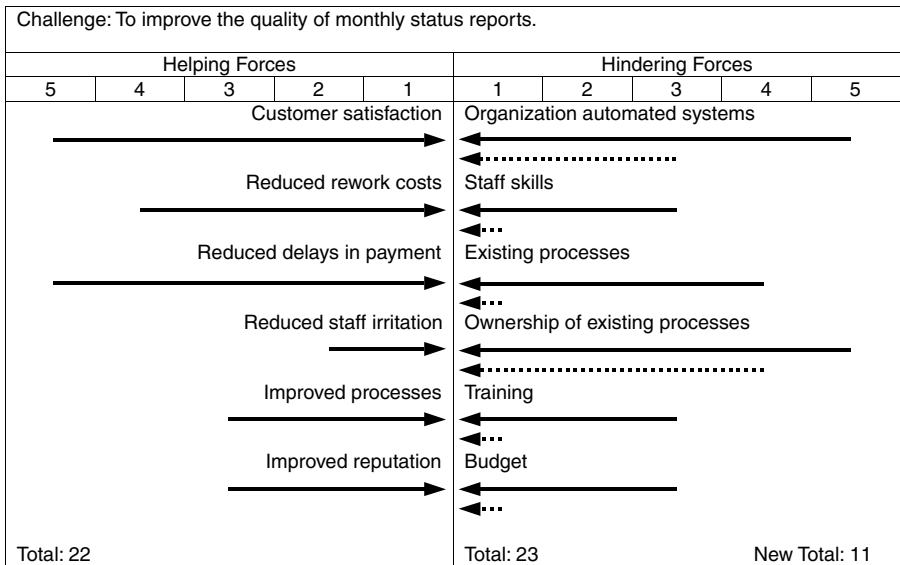 Challenge: To improve the quality of monthly status reports.
Helping Forces Hindering Forces
5 4 3 2 1 1 2 3 4 5
Customer satisfaction Organization automated systems
Reduced rework costs Staff skills
Reduced delays in payment Existing processes
Reduced staff irritation Ownership of existing processes
Improved processes Training
Improved reputation Budget
Total: 22 Total: 23 New Total: 11